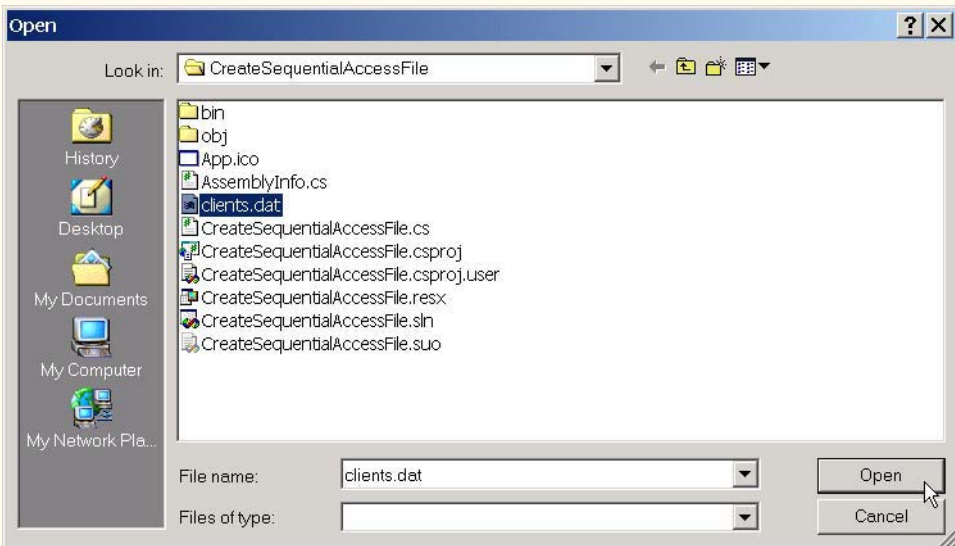 Open
Look in: CreateSequentialAccessFile
History
Desktop
My Documents
My Computer
My Network Pla...
bin
obj
App.ico
AssemblyInfo.cs
clients.dat
CreateSequentialAccessFile.cs
CreateSequentialAccessFile.csproj
CreateSequentialAccessFile.csproj.user
CreateSequentialAccessFile.resx
CreateSequentialAccessFile.sln
CreateSequentialAccessFile.suo
File name: clients.dat Open
Files of type: Cancel